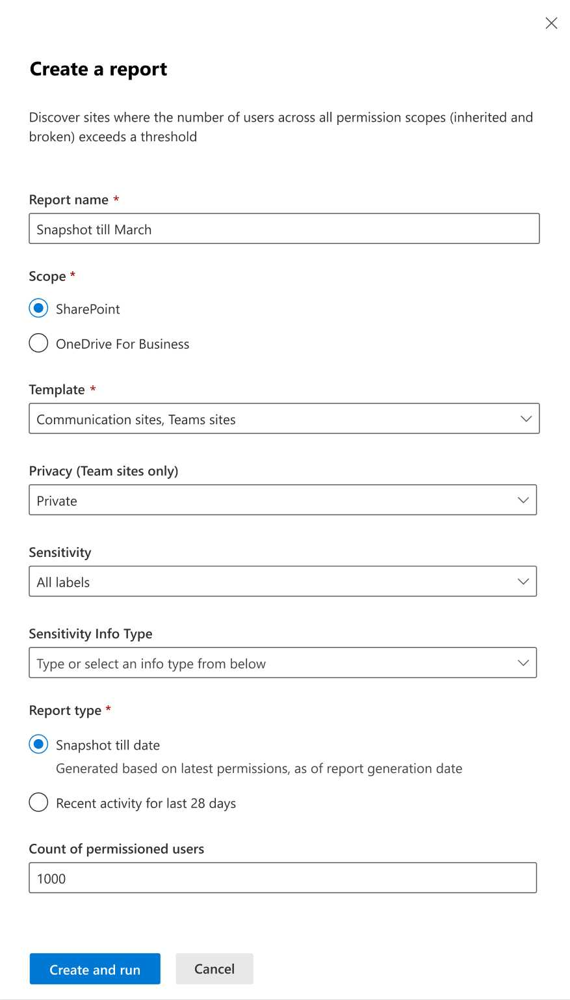 Create a report
Discover sites where the number of users across all permission scopes (inherited and
broken) exceeds a threshold
Report name *
Snapshot till March
Scope *
SharePoint
OneDrive For Business
Template *
Communication sites, Teams sites
Privacy (Team sites only)
Private
Sensitivity
All labels
Sensitivity Info Type
Type or select an info type from below
Report type *
Snapshot till date
Generated based on latest permissions, as of report generation date
Recent activity for last 28 days
Count of permissioned users
1000
Create and run Cancel